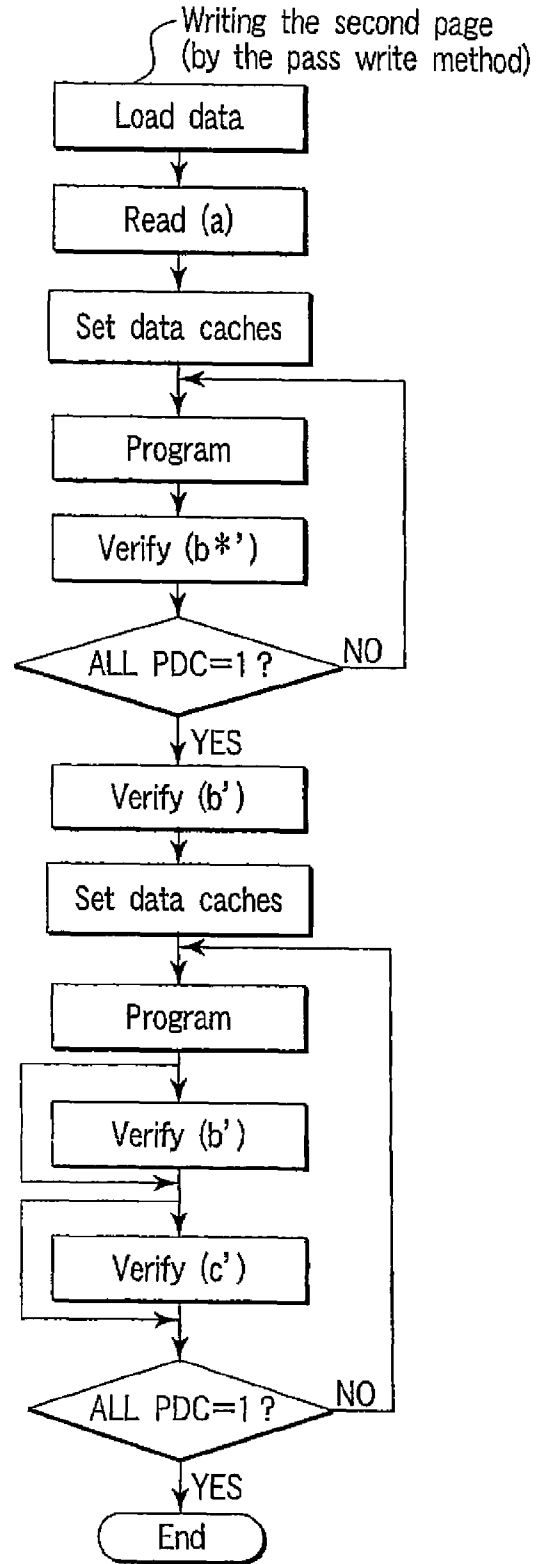 Writing the second page
(by the pass write method)
Load data
Read (a)
Set data caches
Program
Verify (b*')
ALL PDC=1?
NO
YES
Verify (b')
Set data caches
Program
Verify (b')
Verify (c')
ALL PDC=1?
NO
YES
End